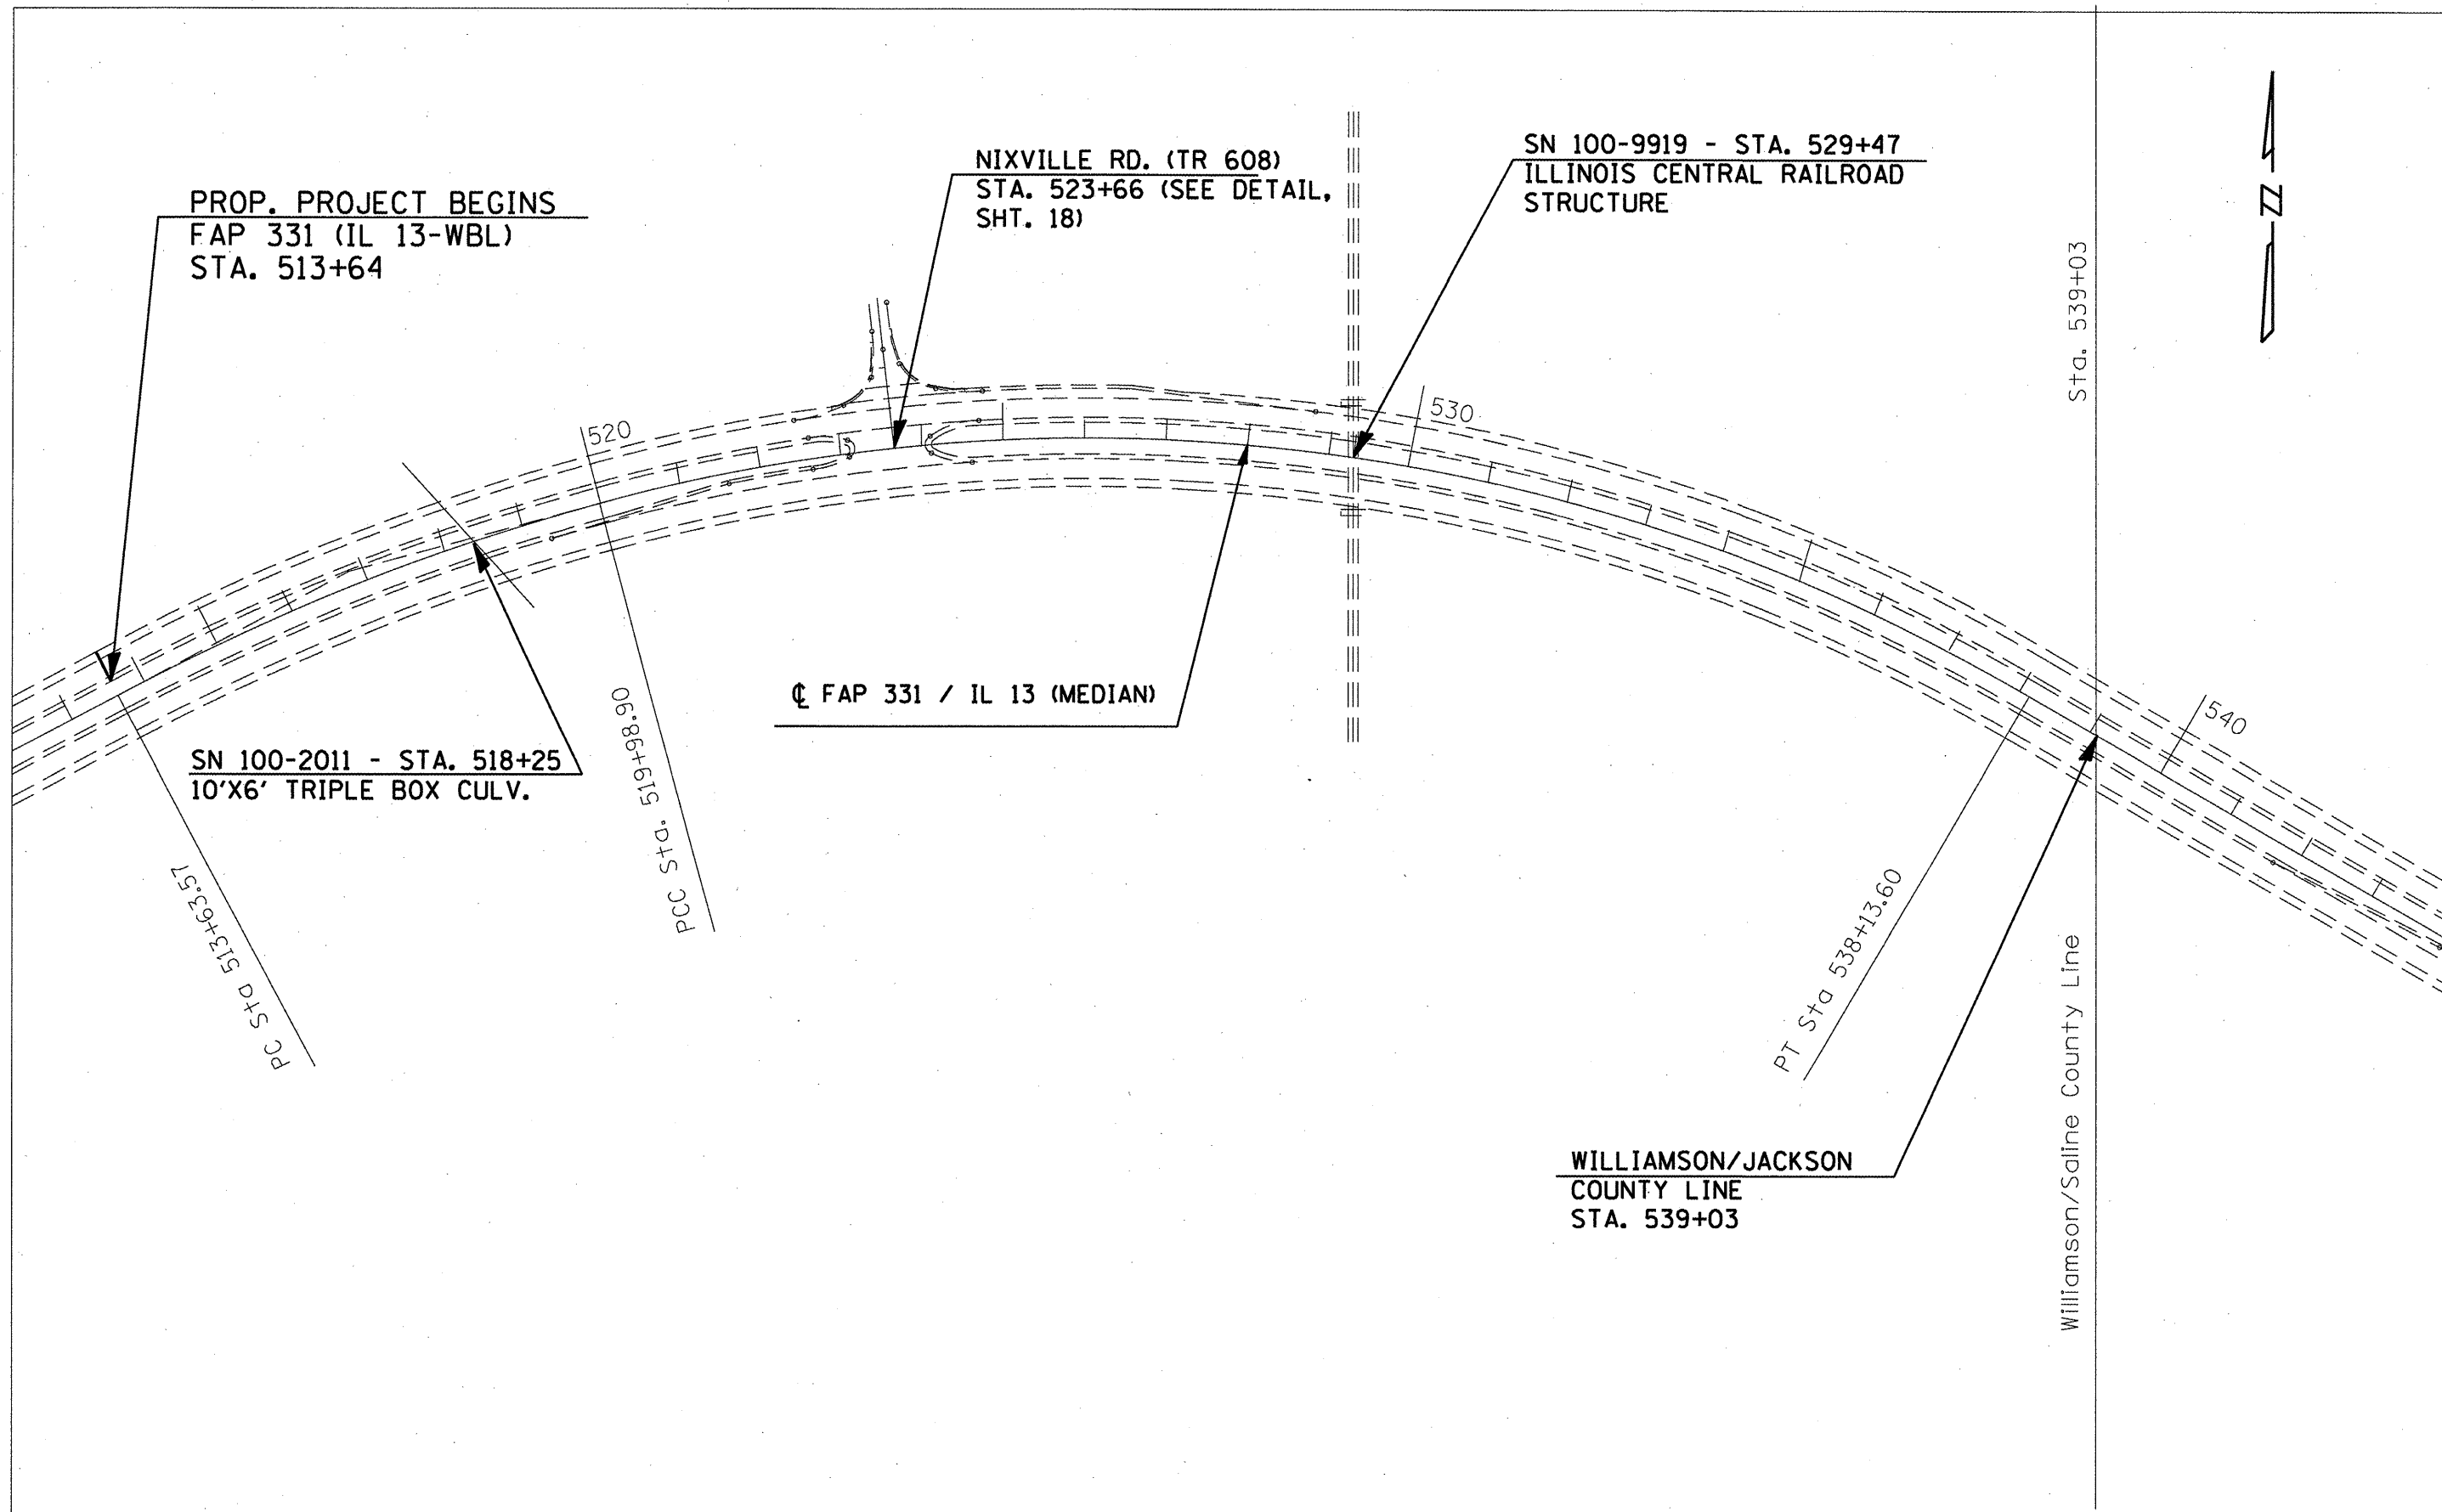 PROP. PROJECT BEGINS
FAP 331 (IL 13-WBL)
STA. 513+64
NIXVILLE RD. (TR 608)
STA. 523+66 (SEE DETAIL,
SHT. 18)
SN 100-9919 - STA. 529+47
ILLINOIS CENTRAL RAILROAD
STRUCTURE
N
Sta. 539+03
520
530
540
℄ FAP 331 / IL 13 (MEDIAN)
SN 100-2011 - STA. 518+25
10'X6' TRIPLE BOX CULV.
PC Sta 513+63.57
PCC Sta. 519+98.90
PT Sta 538+13.60
WILLIAMSON/JACKSON
COUNTY LINE
STA. 539+03
Williamson/Saline County Line